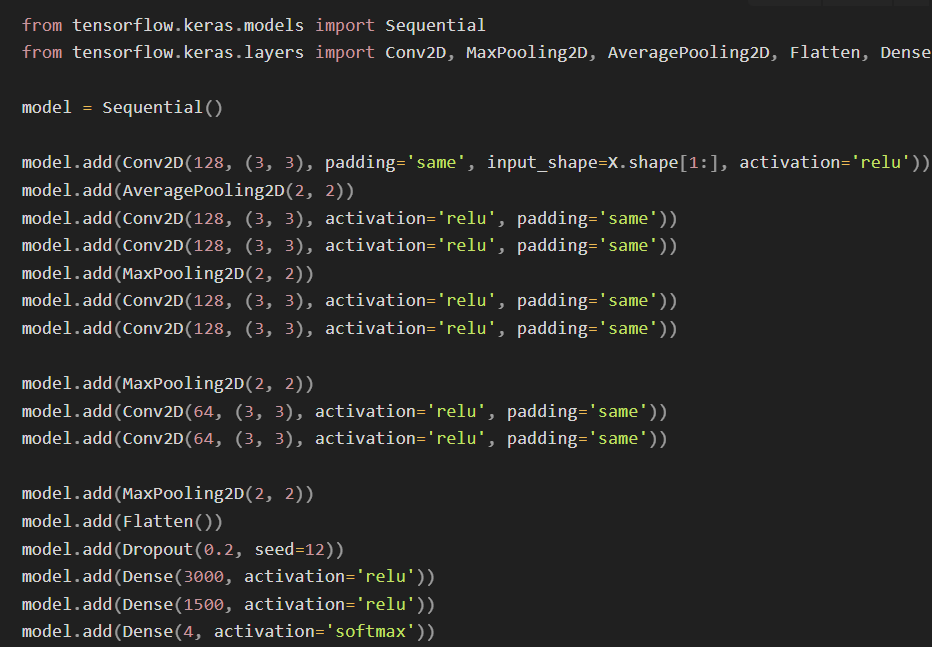 from tensorflow.keras.models import Sequential
from tensorflow.keras.layers import Conv2D, MaxPooling2D, AveragePooling2D, Flatten, Dense
model = Sequential()
model.add(Conv2D(128, (3, 3), padding='same', input_shape=X.shape[1:], activation='relu'))
model.add(AveragePooling2D(2, 2))
model.add(Conv2D(128, (3, 3), activation='relu', padding='same'))
model.add(Conv2D(128, (3, 3), activation='relu', padding='same'))
model.add(MaxPooling2D(2, 2))
model.add(Conv2D(128, (3, 3), activation='relu', padding='same'))
model.add(Conv2D(128, (3, 3), activation='relu', padding='same'))
model.add(MaxPooling2D(2, 2))
model.add(Conv2D(64, (3, 3), activation='relu', padding='same'))
model.add(Conv2D(64, (3, 3), activation='relu', padding='same'))
model.add(MaxPooling2D(2, 2))
model.add(Flatten())
model.add(Dropout(0.2, seed=12))
model.add(Dense(3000, activation='relu'))
model.add(Dense(1500, activation='relu'))
model.add(Dense(4, activation='softmax'))